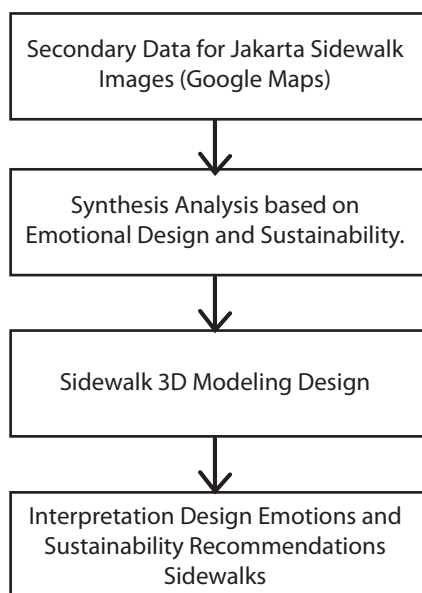 Secondary Data for Jakarta Sidewalk
Images (Google Maps)
Synthesis Analysis based on
Emotional Design and Sustainability.
Sidewalk 3D Modeling Design
Interpretation Design Emotions and
Sustainability Recommendations
Sidewalks